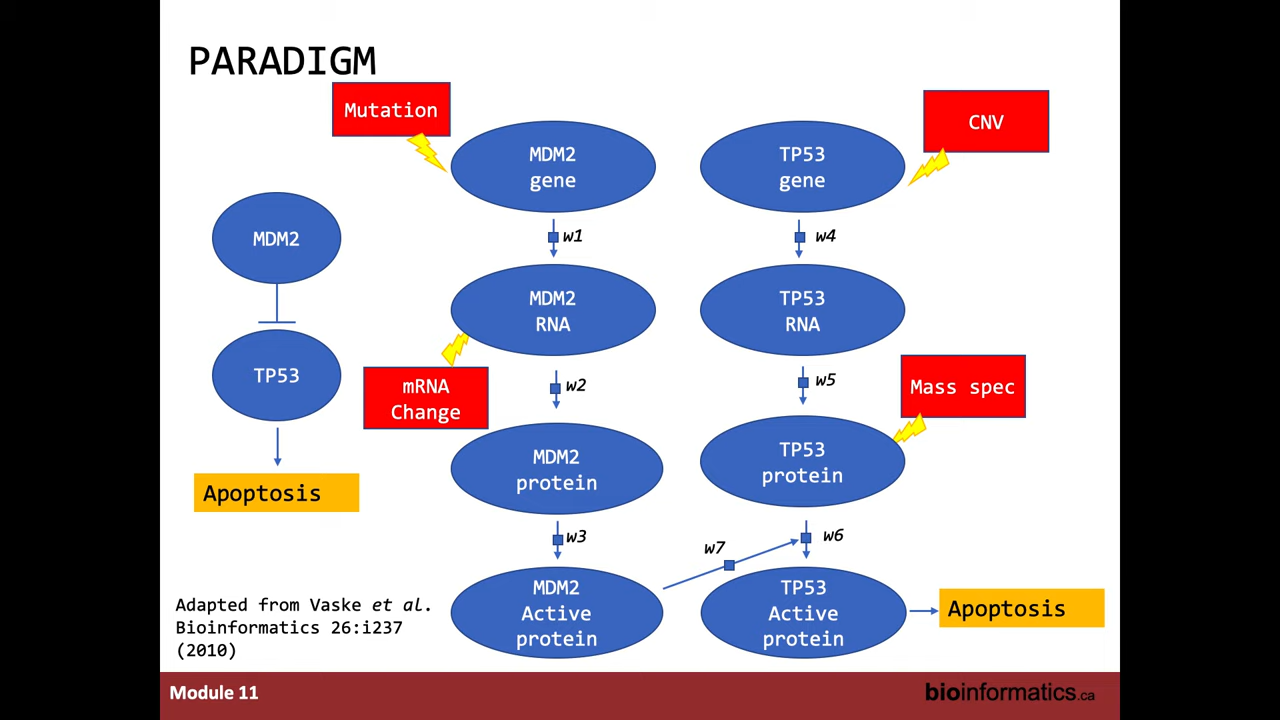 PARADIGM
Mutation
CNV
MDM2
gene
TP53
gene
w1
w4
MDM2
TP53
Apoptosis
MDM2
RNA
TP53
RNA
mRNA
Change
w2
w5
Mass spec
MDM2
protein
TP53
protein
w3
w7
w6
MDM2
Active
protein
TP53
Active
protein
Apoptosis
Adapted from Vaske et al.
Bioinformatics 26:i237
(2010)
Module 11
bioinformatics.ca